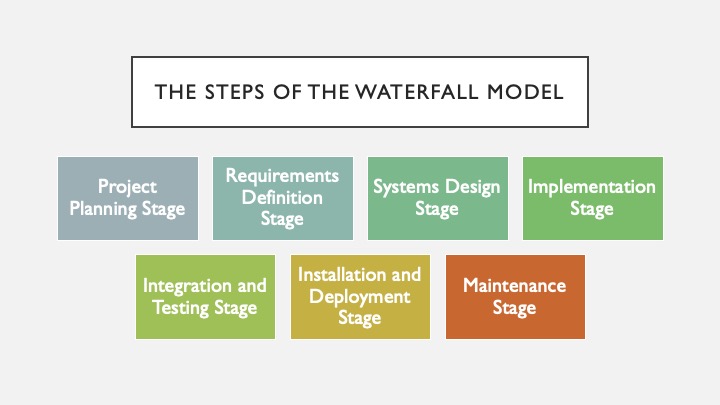 THE STEPS OF THE WATERFALL MODEL
Project
Planning Stage
Requirements
Definition
Stage
Systems Design
Stage
Implementation
Stage
Integration and
Testing Stage
Installation and
Deployment
Stage
Maintenance
Stage